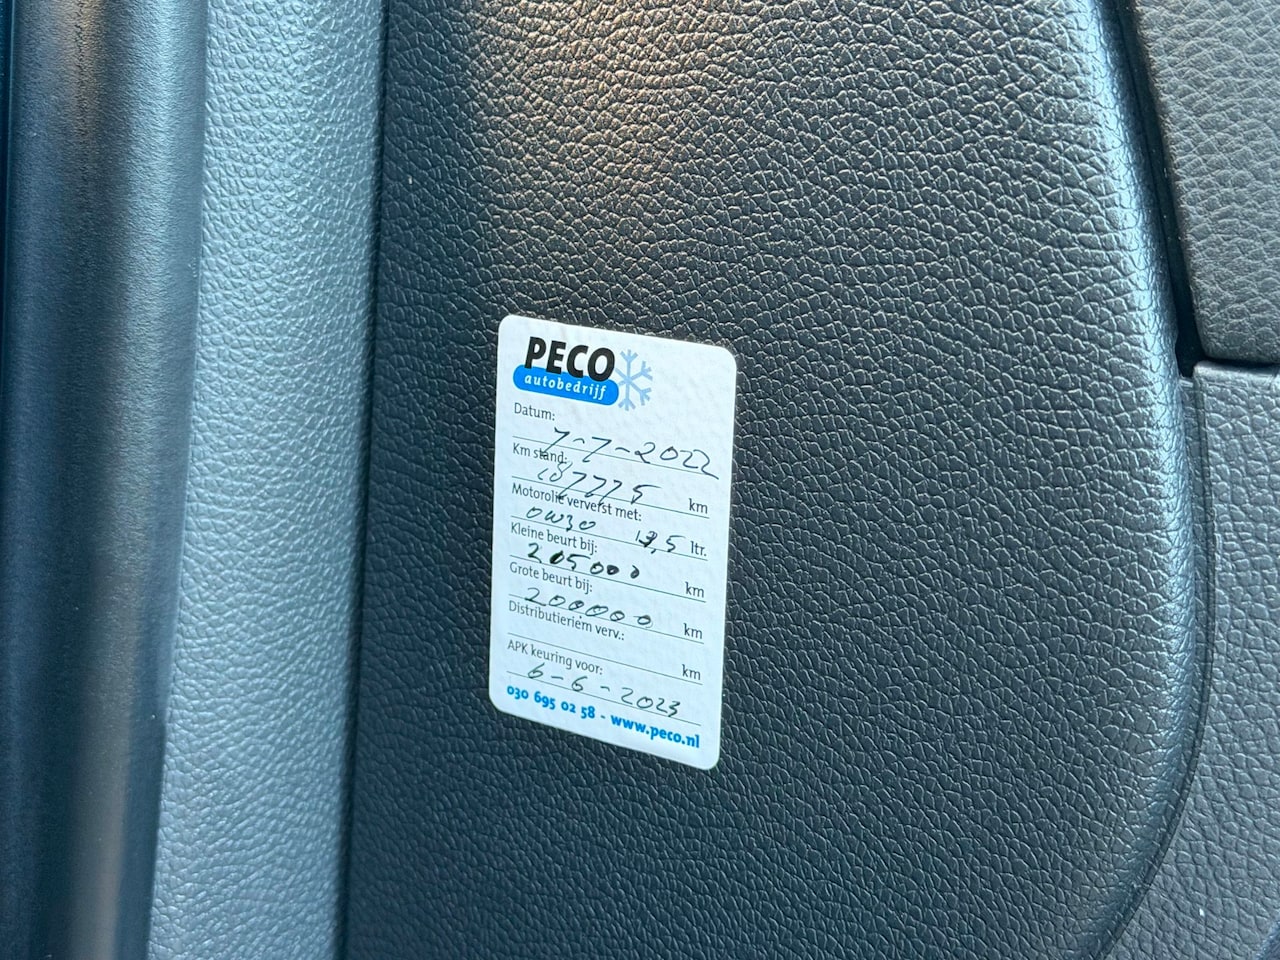 PECO
autobedrijf
Datum:
7-7-2022
Km stand:
187775 km
Motorolie ververst met:
0W30 ltr.
Kleine beurt bij:
205000 km
Grote beurt bij:
200000 km
Distributieriem verv.:
km
APK keuring voor:
6-6-2023
030 695 02 58 - www.peco.nl